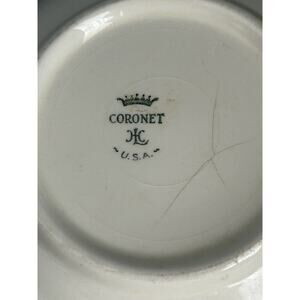 CORONET
HLC
~ U.S.A. ~